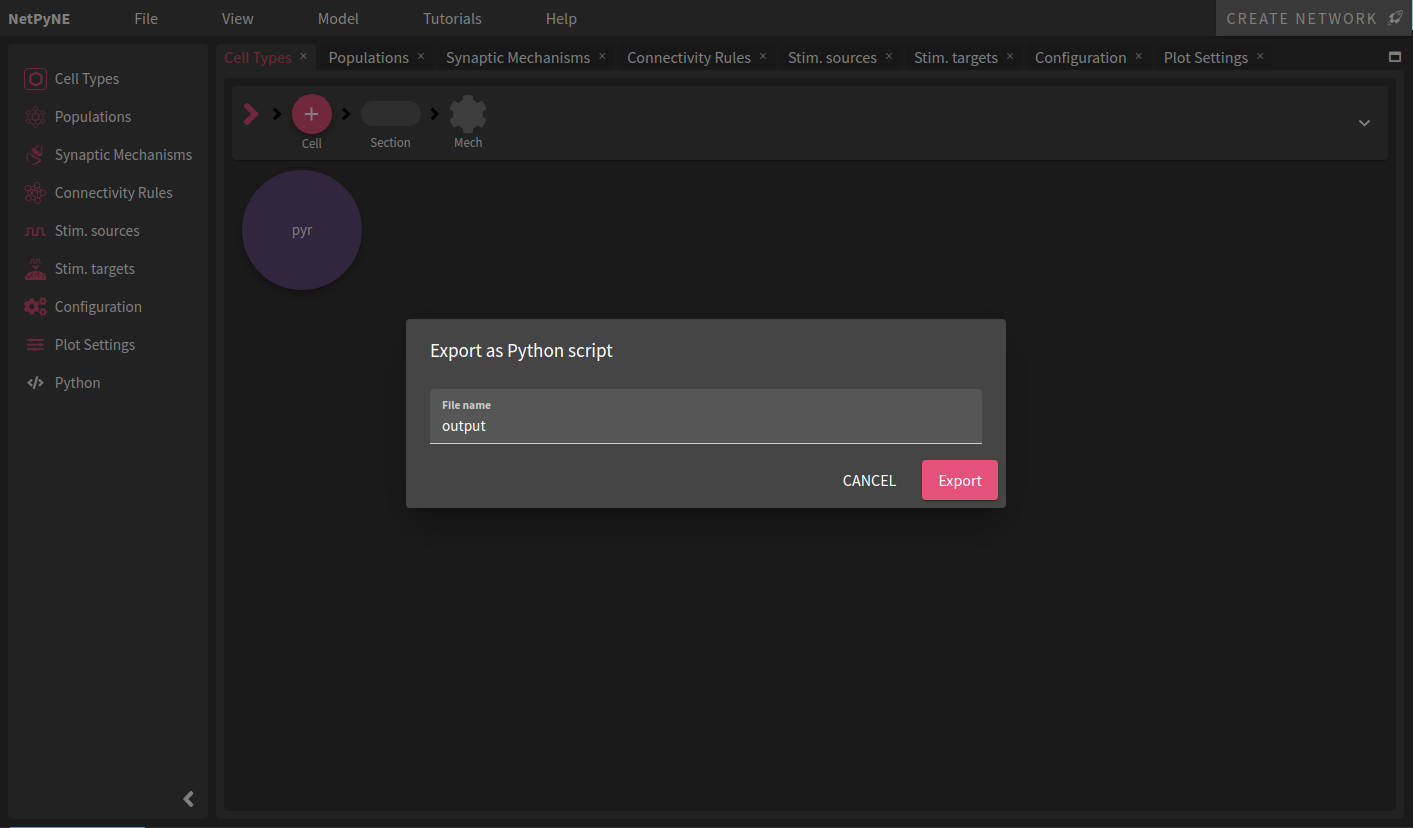 NetPyNE File View Model Tutorials Help CREATE NETWORK
Cell Types
Populations
Synaptic Mechanisms
Connectivity Rules
Stim. sources
Stim. targets
Configuration
Plot Settings
Python
Cell Types × Populations × Synaptic Mechanisms × Connectivity Rules × Stim. sources × Stim. targets × Configuration × Plot Settings ×
Cell Section Mech
pyr
Export as Python script
File name
output
CANCEL Export